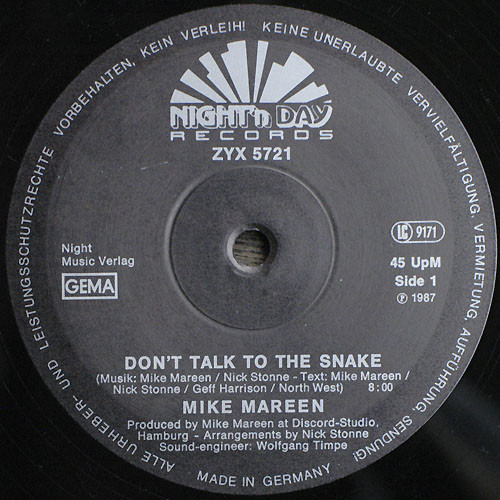 ALLE URHEBER- UND LEISTUNGSSCHUTZRECHTE VORBEHALTEN, KEIN VERLEIH! KEINE UNERLAUBTE VERVIELFÄLTIGUNG, VERMIETUNG, AUFFÜHRUNG, SENDUNG!
NIGHT'n DAY
RECORDS
ZYX 5721
Night
Music Verlag
GEMA
LC 9171
45 UpM
Side 1
℗ 1987
DON'T TALK TO THE SNAKE
(Musik: Mike Mareen / Nick Stonne - Text: Mike Mareen /
Nick Stonne / Geff Harrison / North West) 8:00
MIKE MAREEN
Produced by Mike Mareen at Discord-Studio,
Hamburg - Arrangements by Nick Stonne
Sound-engineer: Wolfgang Timpe
MADE IN GERMANY